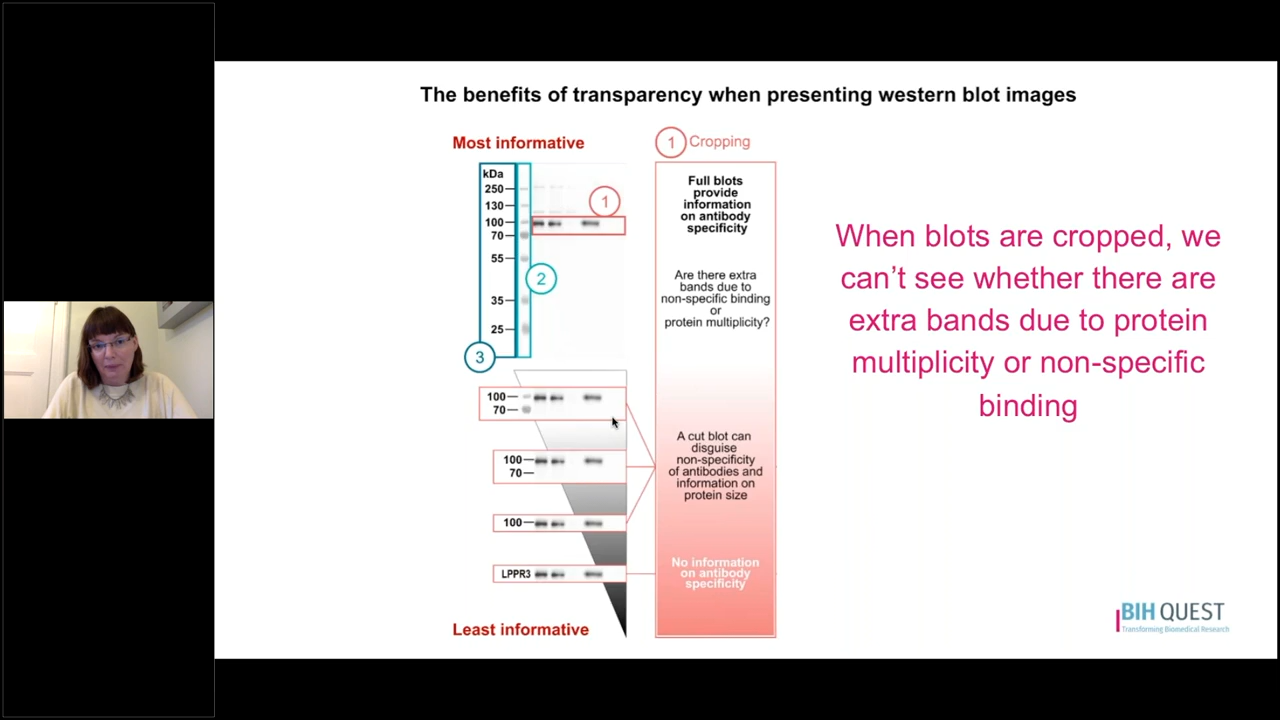 The benefits of transparency when presenting western blot images
Most informative
1 Cropping
kDa
250
130
100
70
55
35
25
1
2
3
Full blots
provide
information
on antibody
specificity
Are there extra
bands due to
non-specific binding
or
protein multiplicity?
100
70
100
70
100
LPPR3
A cut blot can
disguise
non-specificity
of antibodies and
information on
protein size
No information
on antibody
specificity
Least informative
When blots are cropped, we
can’t see whether there are
extra bands due to protein
multiplicity or non-specific
binding
BIH QUEST
Transforming Biomedical Research